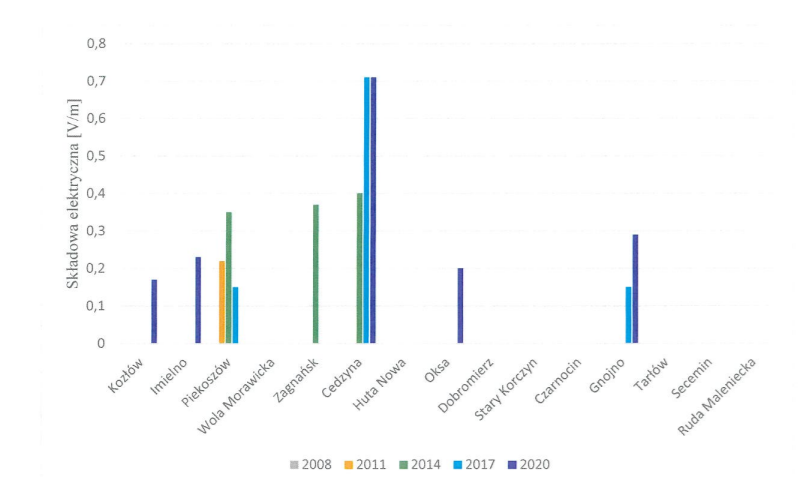 Składowa elektryczna [V/m]
0,8
0,7
0,6
0,5
0,4
0,3
0,2
0,1
0
Kozłów
Imielno
Piekoszów
Wola Morawicka
Zagnańsk
Cedzyna
Huta Nowa
Oksa
Dobromierz
Stary Korczyn
Czarnocin
Gnojno
Tarłów
Secemin
Ruda Maleniecka
2008 2011 2014 2017 2020